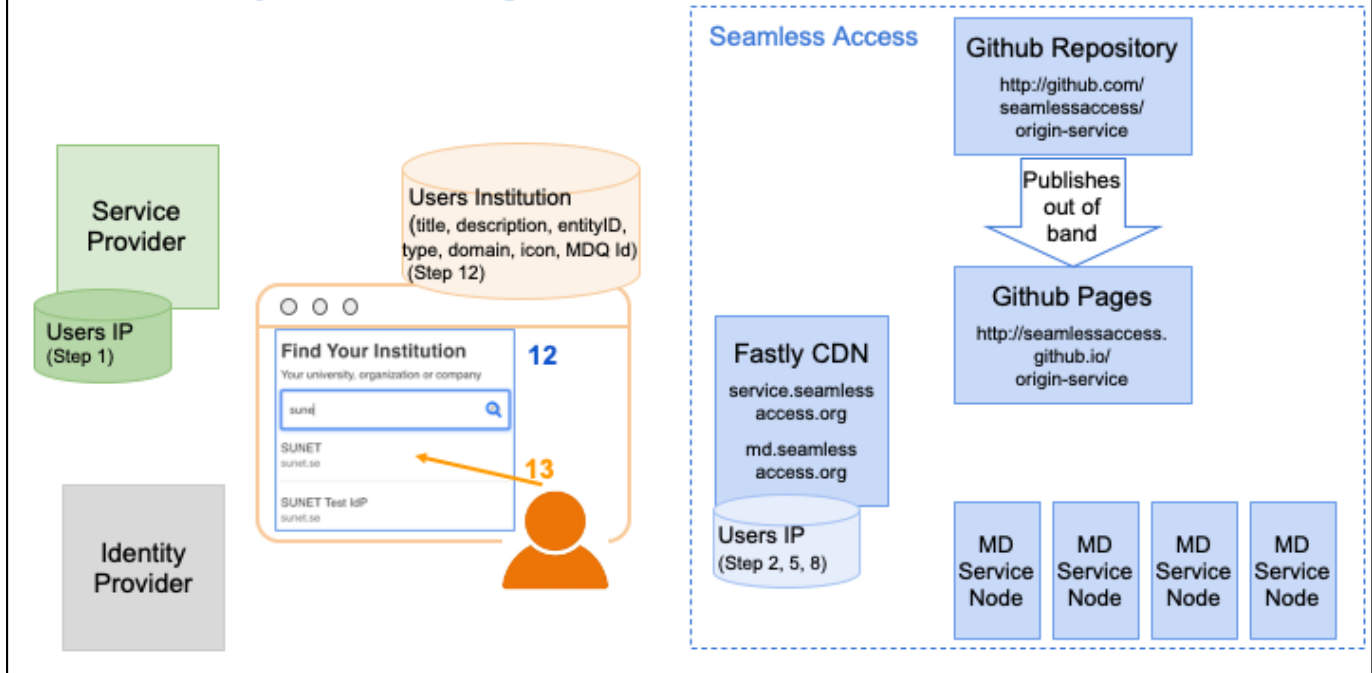 Seamless Access
Github Repository
http://github.com/
seamlessaccess/
origin-service
Publishes
out of
band
Github Pages
http://seamlessaccess.
github.io/
origin-service
Service
Provider
Users IP
(Step 1)
Users Institution
(title, description, entityID,
type, domain, icon, MDQ Id)
(Step 12)
Find Your Institution
Your university, organization or company
sune
SUNET
sunet.se
SUNET Test IdP
sunet.se
12
13
Identity
Provider
Fastly CDN
service.seamless
access.org
md.seamless
access.org
Users IP
(Step 2, 5, 8)
MD
Service
Node
MD
Service
Node
MD
Service
Node
MD
Service
Node